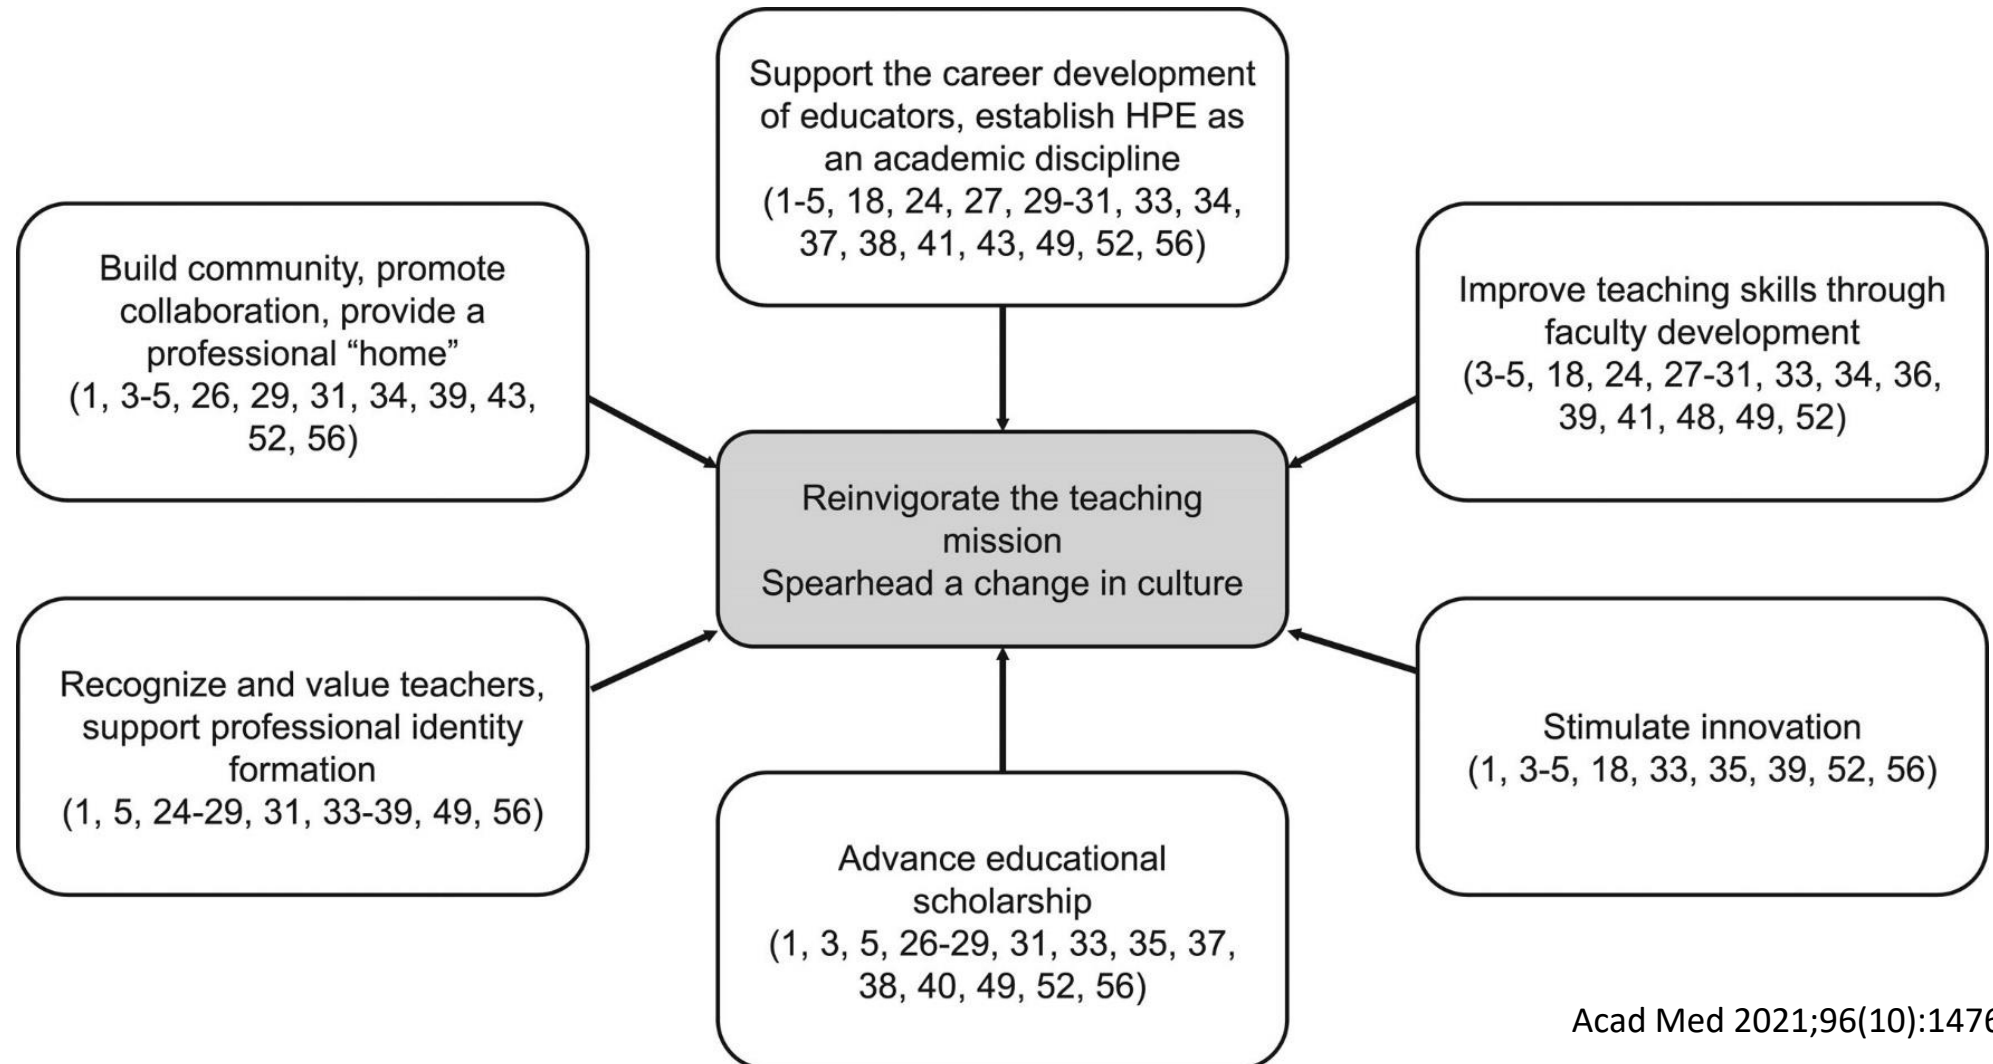 Support the career development
of educators, establish HPE as
an academic discipline
(1-5, 18, 24, 27, 29-31, 33, 34,
37, 38, 41, 43, 49, 52, 56)
Build community, promote
collaboration, provide a
professional “home”
(1, 3-5, 26, 29, 31, 34, 39, 43,
52, 56)
Improve teaching skills through
faculty development
(3-5, 18, 24, 27-31, 33, 34, 36,
39, 41, 48, 49, 52)
Reinvigorate the teaching
mission
Spearhead a change in culture
Recognize and value teachers,
support professional identity
formation
(1, 5, 24-29, 31, 33-39, 49, 56)
Stimulate innovation
(1, 3-5, 18, 33, 35, 39, 52, 56)
Advance educational
scholarship
(1, 3, 5, 26-29, 31, 33, 35, 37,
38, 40, 49, 52, 56)
Acad Med 2021;96(10):1476